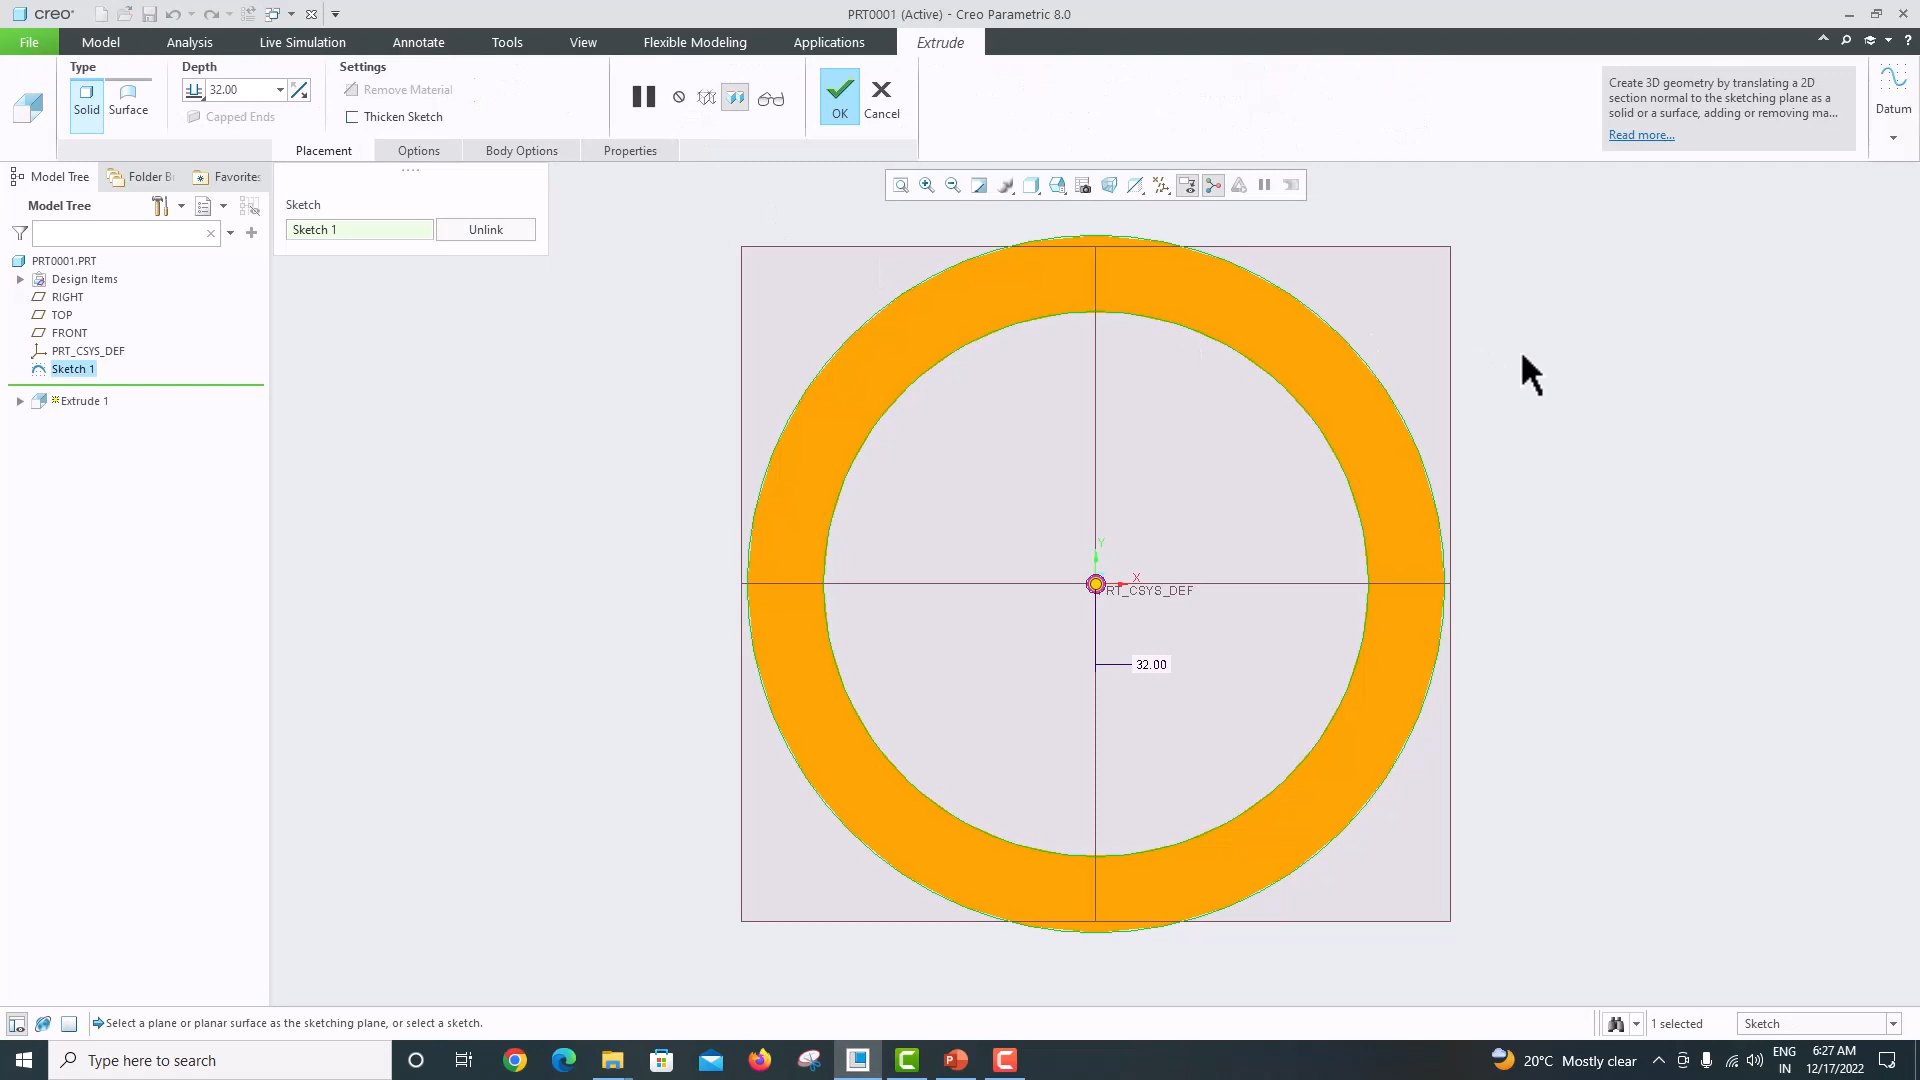 creo
PRT0001 (Active) - Creo Parametric 8.0
File
Model
Analysis
Live Simulation
Annotate
Tools
View
Flexible Modeling
Applications
Extrude
Type
Depth
Settings
Solid
Surface
32.00
Capped Ends
Remove Material
Thicken Sketch
OK
Cancel
Create 3D geometry by translating a 2D
section normal to the sketching plane as a
solid or a surface, adding or removing ma...
Read more...
Datum
Placement
Options
Body Options
Properties
Model Tree
Folder B
Favorites
Model Tree
Sketch
Sketch 1
Unlink
PRT0001.PRT
Design Items
RIGHT
TOP
FRONT
PRT_CSYS_DEF
Sketch 1
Extrude 1
Y
X
RT_CSYS_DEF
32.00
Select a plane or planar surface as the sketching plane, or select a sketch.
1 selected
Sketch
Type here to search
20°C Mostly clear
ENG
IN
6:27 AM
12/17/2022